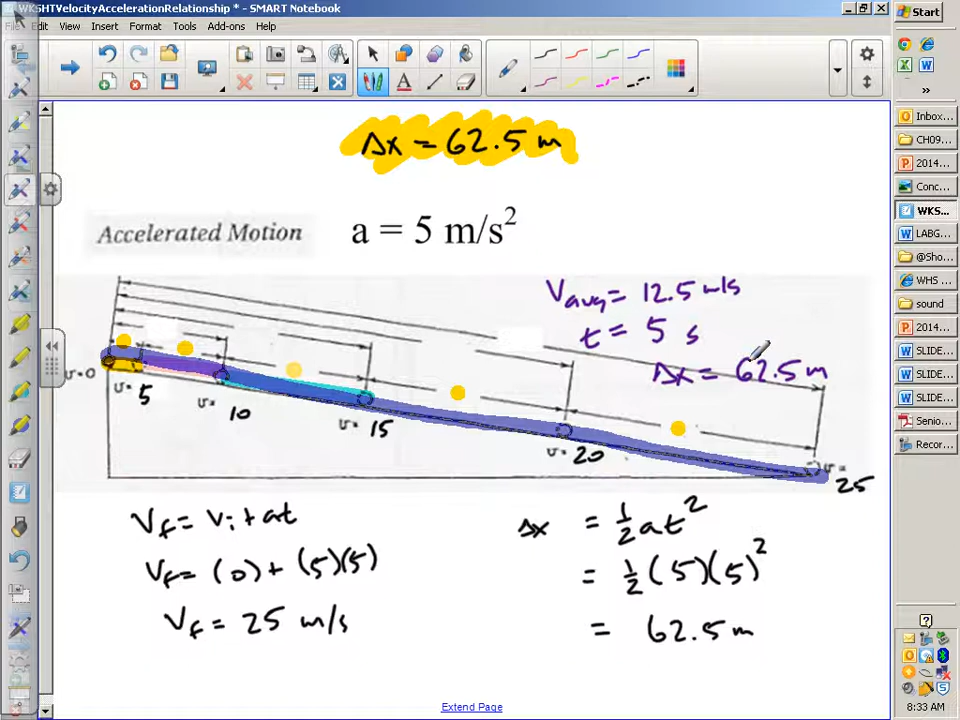 WKSHTVelocityAccelerationRelationship * - SMART Notebook
File Edit View Insert Format Tools Add-ons Help
Δx = 62.5 m
Accelerated Motion
a = 5 m/s²
Vavg = 12.5 m/s
t = 5 s
Δx = 62.5 m
v=0
v= 5
v= 10
v= 15
v= 20
v= 25
Vf = Vi + at
Vf = (0) + (5)(5)
Vf = 25 m/s
Δx = 1/2 at²
= 1/2 (5)(5)²
= 62.5 m
Extend Page
Start
»
Inbox...
CH09...
2014...
Conc...
WKS...
LABG...
@Sho...
WHS ...
sound
2014...
SLIDE...
SLIDE...
SLIDE...
Senio...
Recor...
8:33 AM